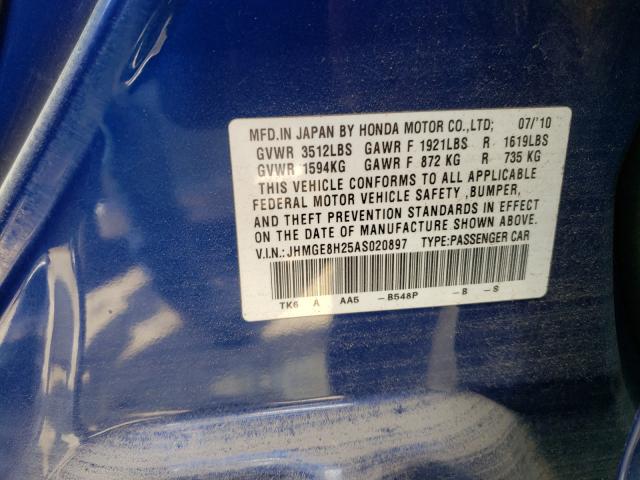 MFD.IN JAPAN BY HONDA MOTOR CO.,LTD; 07/'10
GVWR 3512LBS GAWR F 1921LBS R 1619LBS
GVWR 1594KG GAWR F 872 KG R 735 KG
THIS VEHICLE CONFORMS TO ALL APPLICABLE
FEDERAL MOTOR VEHICLE SAFETY ,BUMPER,
AND THEFT PREVENTION STANDARDS IN EFFECT
ON THE DATE OF MANUFACTURE SHOWN ABOVE.
V.I.N.: JHMGE8H25AS020897 TYPE:PASSENGER CAR
TK6 A AA5 -B548P -B -S